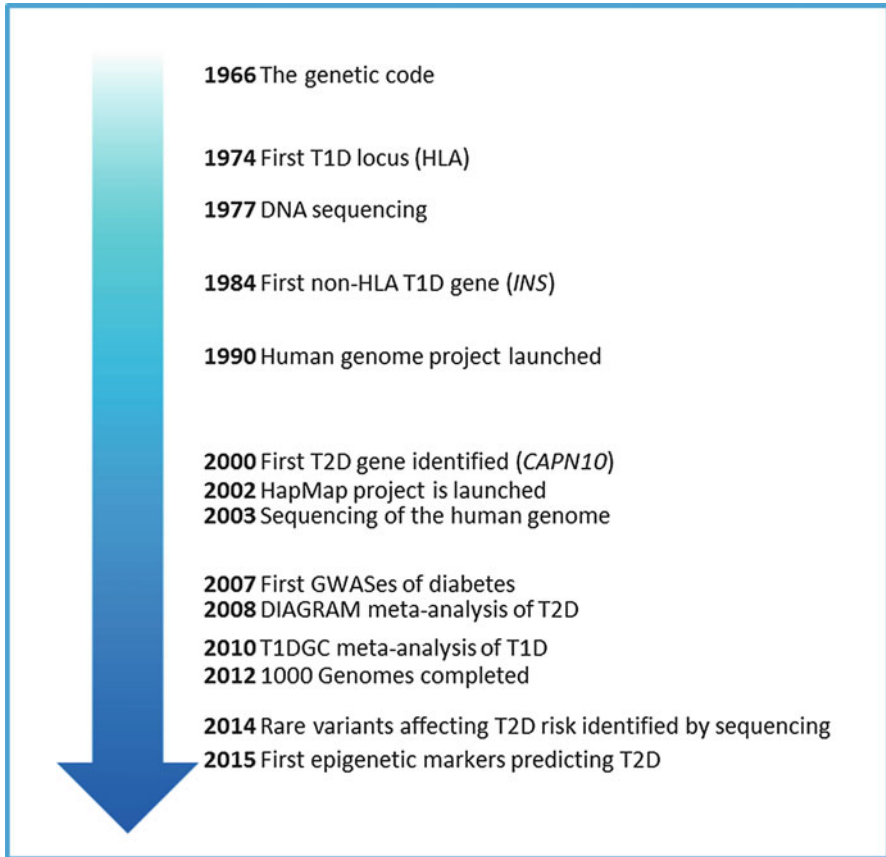 1966 The genetic code
1974 First T1D locus (HLA)
1977 DNA sequencing
1984 First non-HLA T1D gene (INS)
1990 Human genome project launched
2000 First T2D gene identified (CAPN10)
2002 HapMap project is launched
2003 Sequencing of the human genome
2007 First GWASes of diabetes
2008 DIAGRAM meta-analysis of T2D
2010 T1DGC meta-analysis of T1D
2012 1000 Genomes completed
2014 Rare variants affecting T2D risk identified by sequencing
2015 First epigenetic markers predicting T2D